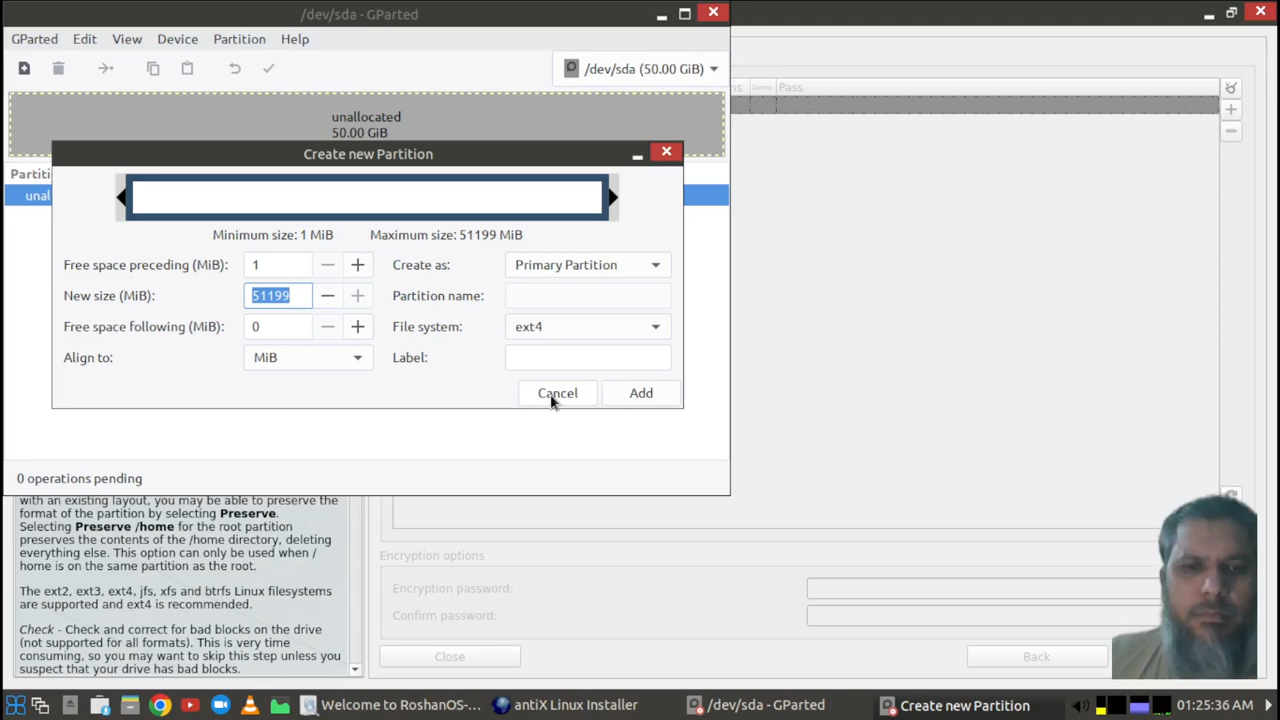 /dev/sda - GParted
GParted Edit View Device Partition Help
/dev/sda (50.00 GiB)
unallocated
50.00 GiB
Pass
Create new Partition
Partiti
unal
Minimum size: 1 MiB Maximum size: 51199 MiB
Free space preceding (MiB): 1 Create as: Primary Partition
New size (MiB): 51199 Partition name:
Free space following (MiB): 0 File system: ext4
Align to: MiB Label:
Cancel Add
0 operations pending
with an existing layout, you may be able to preserve the
format of the partition by selecting Preserve.
Selecting Preserve /home for the root partition
preserves the contents of the /home directory, deleting
everything else. This option can only be used when /
home is on the same partition as the root.
The ext2, ext3, ext4, jfs, xfs and btrfs Linux filesystems
are supported and ext4 is recommended.
Check - Check and correct for bad blocks on the drive
(not supported for all formats). This is very time
consuming, so you may want to skip this step unless you
suspect that your drive has bad blocks.
Encryption options
Encryption password:
Confirm password:
Close Back
Welcome to RoshanOS-... antiX Linux Installer /dev/sda - GParted Create new Partition 01:25:36 AM